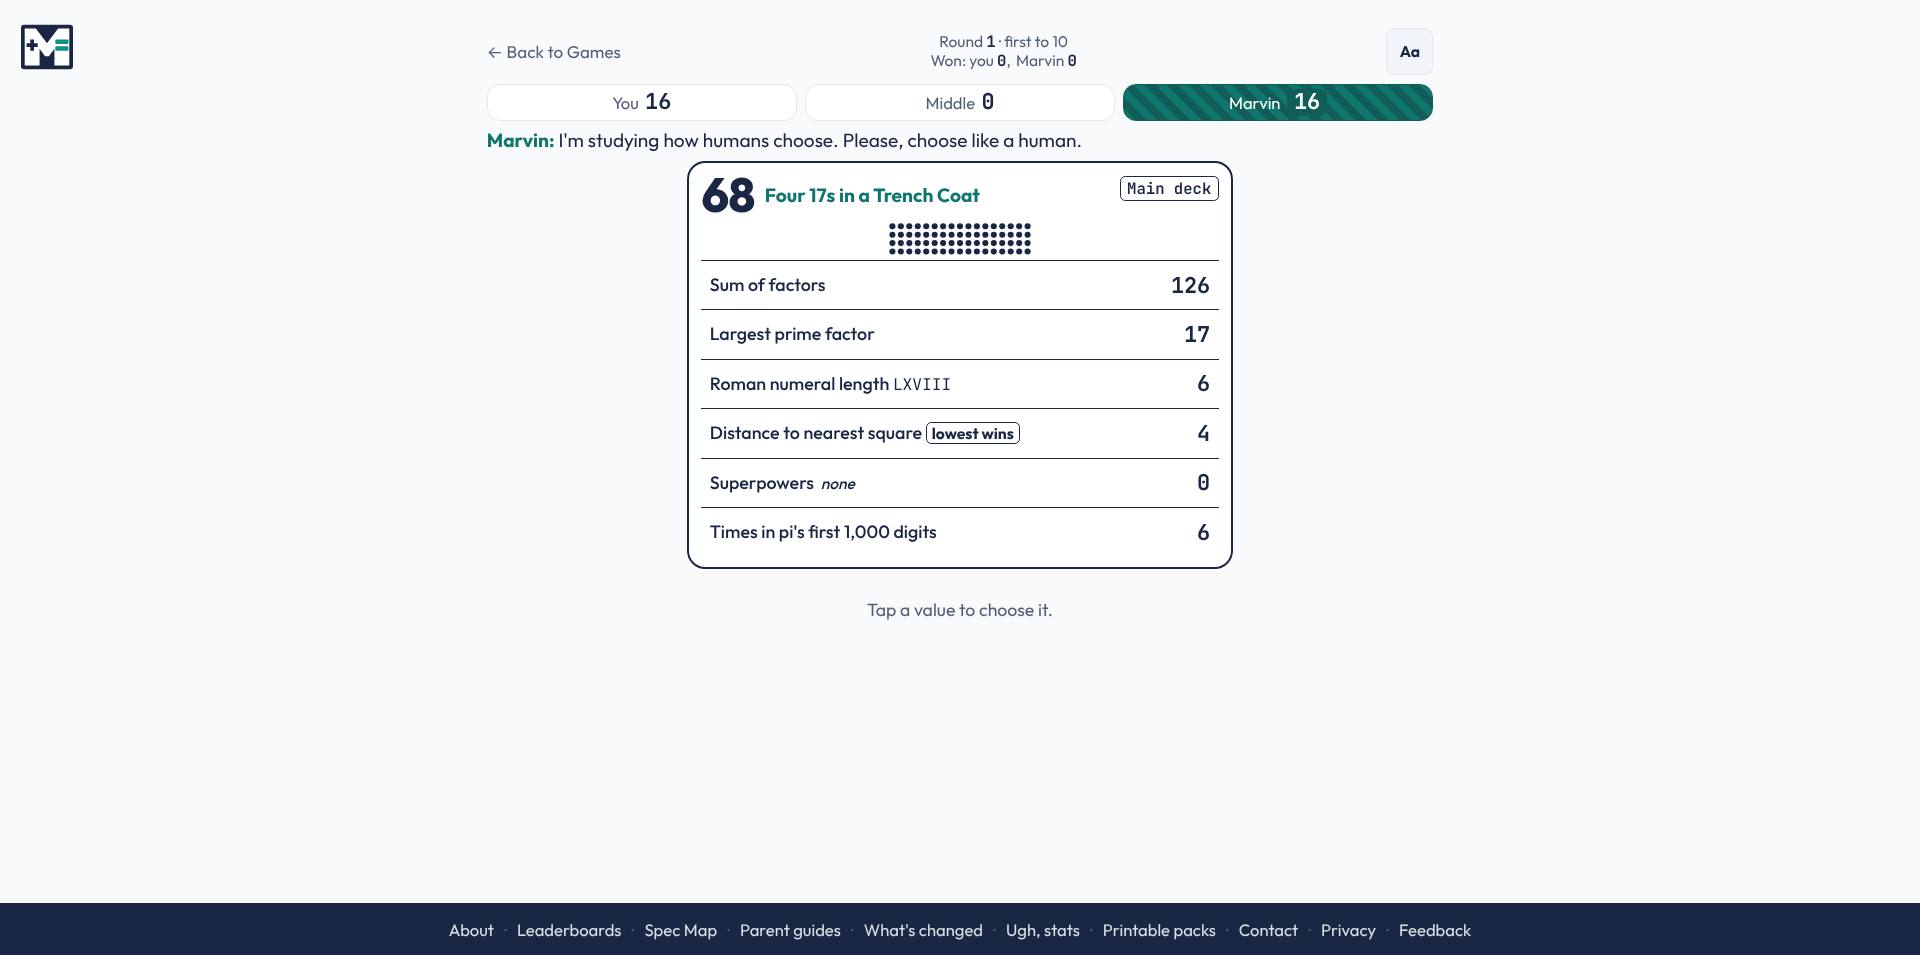 ← Back to Games
Round 1 · first to 10
Won: you 0, Marvin 0
Aa
You 16
Middle 0
Marvin 16
Marvin: I'm studying how humans choose. Please, choose like a human.
68 Four 17s in a Trench Coat
Main deck
Sum of factors 126
Largest prime factor 17
Roman numeral length LXVIII 6
Distance to nearest square lowest wins 4
Superpowers none 0
Times in pi's first 1,000 digits 6
Tap a value to choose it.
About · Leaderboards · Spec Map · Parent guides · What's changed · Ugh, stats · Printable packs · Contact · Privacy · Feedback